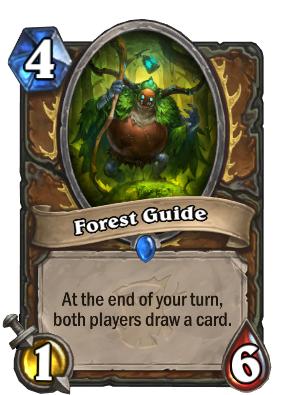 4
Forest Guide
At the end of your turn,
both players draw a card.
1
6